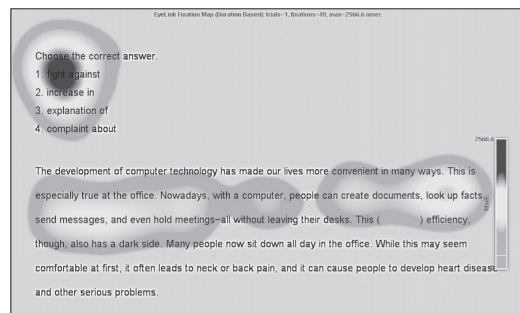 EyeLink Fixation Map (Duration Based): trials=1, fixations=49, max=2566.6 msec
Choose the correct answer.
1. fight against
2. increase in
3. explanation of
4. complaint about
2566.6
The development of computer technology has made our lives more convenient in many ways. This is
especially true at the office. Nowadays, with a computer, people can create documents, look up facts,
send messages, and even hold meetings–all without leaving their desks. This ( ) efficiency,
though, also has a dark side. Many people now sit down all day in the office. While this may seem
comfortable at first, it often leads to neck or back pain, and it can cause people to develop heart disease
and other serious problems.